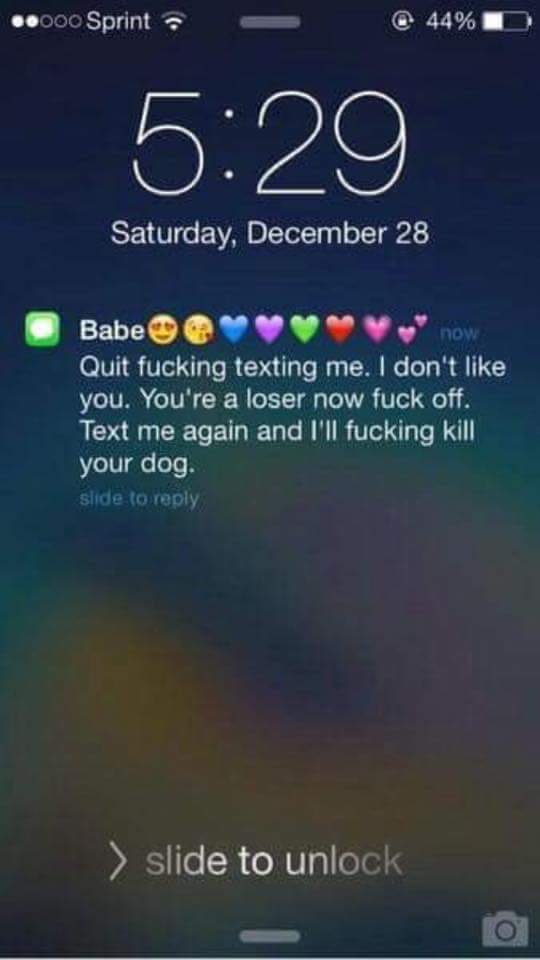 Sprint 44%
5:29
Saturday, December 28
Babe😍😘💙💜💚❤️💗💕 now
Quit fucking texting me. I don't like
you. You're a loser now fuck off.
Text me again and I'll fucking kill
your dog.
slide to reply
> slide to unlock